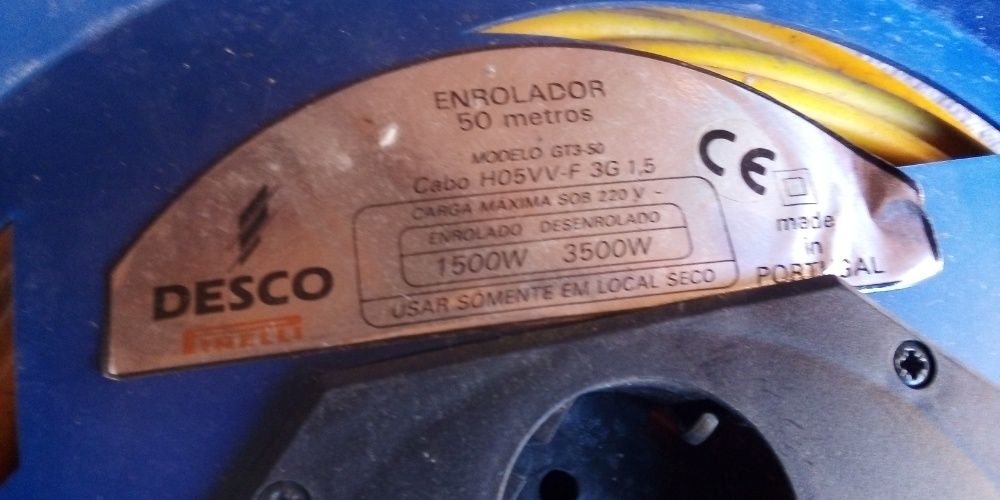 ENROLADOR
50 metros
MODELO GT3-50
Cabo H05VV-F 3G 1,5
CARGA MAXIMA SOB 220 V ~
ENROLADO DESENROLADO
1500W 3500W
USAR SOMENTE EM LOCAL SECO
DESCO
PIRELLI
CE
made
in
PORTUGAL